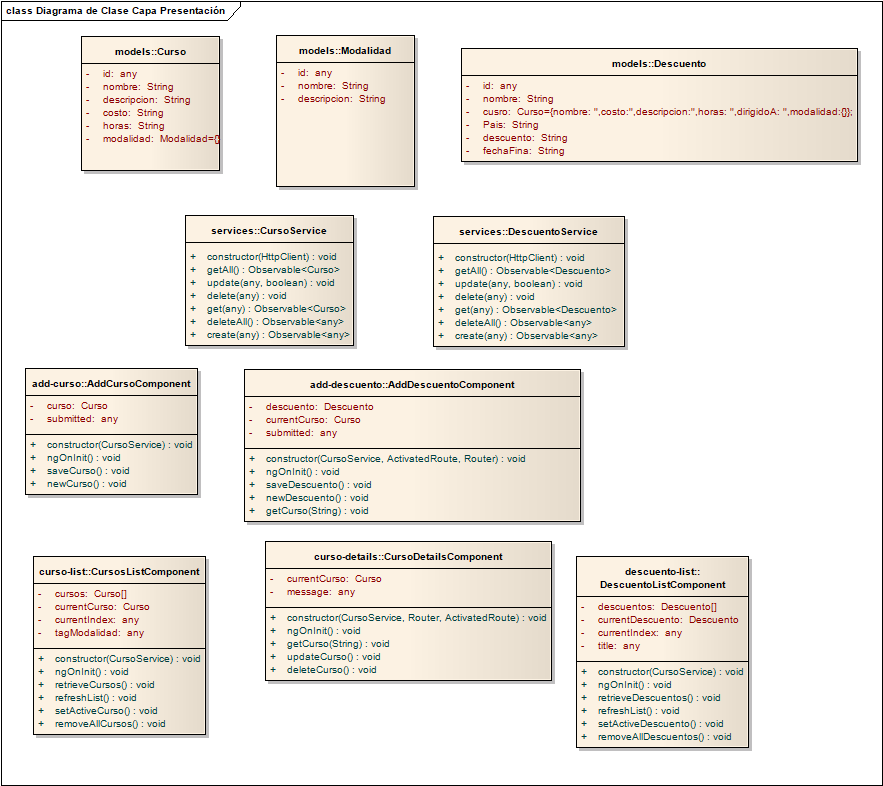 class Diagrama de Clase Capa Presentación
models::Curso
- id: any
- nombre: String
- descripcion: String
- costo: String
- horas: String
- modalidad: Modalidad={}
models::Modalidad
- id: any
- nombre: String
- descripcion: String
models::Descuento
- id: any
- nombre: String
- cusro: Curso={nombre: '',costo:'',descripcion:'',horas: '',dirigidoA: '',modalidad:{}};
- Pais: String
- descuento: String
- fechaFina: String
services::CursoService
+ constructor(HttpClient) : void
+ getAll() : Observable<Curso>
+ update(any, boolean) : void
+ delete(any) : void
+ get(any) : Observable<Curso>
+ deleteAll() : Observable<any>
+ create(any) : Observable<any>
services::DescuentoService
+ constructor(HttpClient) : void
+ getAll() : Observable<Descuento>
+ update(any, boolean) : void
+ delete(any) : void
+ get(any) : Observable<Descuento>
+ deleteAll() : Observable<any>
+ create(any) : Observable<any>
add-curso::AddCursoComponent
- curso: Curso
- submitted: any
+ constructor(CursoService) : void
+ ngOnInit() : void
+ saveCurso() : void
+ newCurso() : void
add-descuento::AddDescuentoComponent
- descuento: Descuento
- currentCurso: Curso
- submitted: any
+ constructor(CursoService, ActivatedRoute, Router) : void
+ ngOnInit() : void
+ saveDescuento() : void
+ newDescuento() : void
+ getCurso(String) : void
curso-list::CursosListComponent
- cursos: Curso[]
- currentCurso: Curso
- currentIndex: any
- tagModalidad: any
+ constructor(CursoService) : void
+ ngOnInit() : void
+ retrieveCursos() : void
+ refreshList() : void
+ setActiveCurso() : void
+ removeAllCursos() : void
curso-details::CursoDetailsComponent
- currentCurso: Curso
- message: any
+ constructor(CursoService, Router, ActivatedRoute) : void
+ ngOnInit() : void
+ getCurso(String) : void
+ updateCurso() : void
+ deleteCurso() : void
descuento-list::
DescuentoListComponent
- descuentos: Descuento[]
- currentDescuento: Descuento
- currentIndex: any
- title: any
+ constructor(CursoService) : void
+ ngOnInit() : void
+ retrieveDescuentos() : void
+ refreshList() : void
+ setActiveDescuento() : void
+ removeAllDescuentos() : void